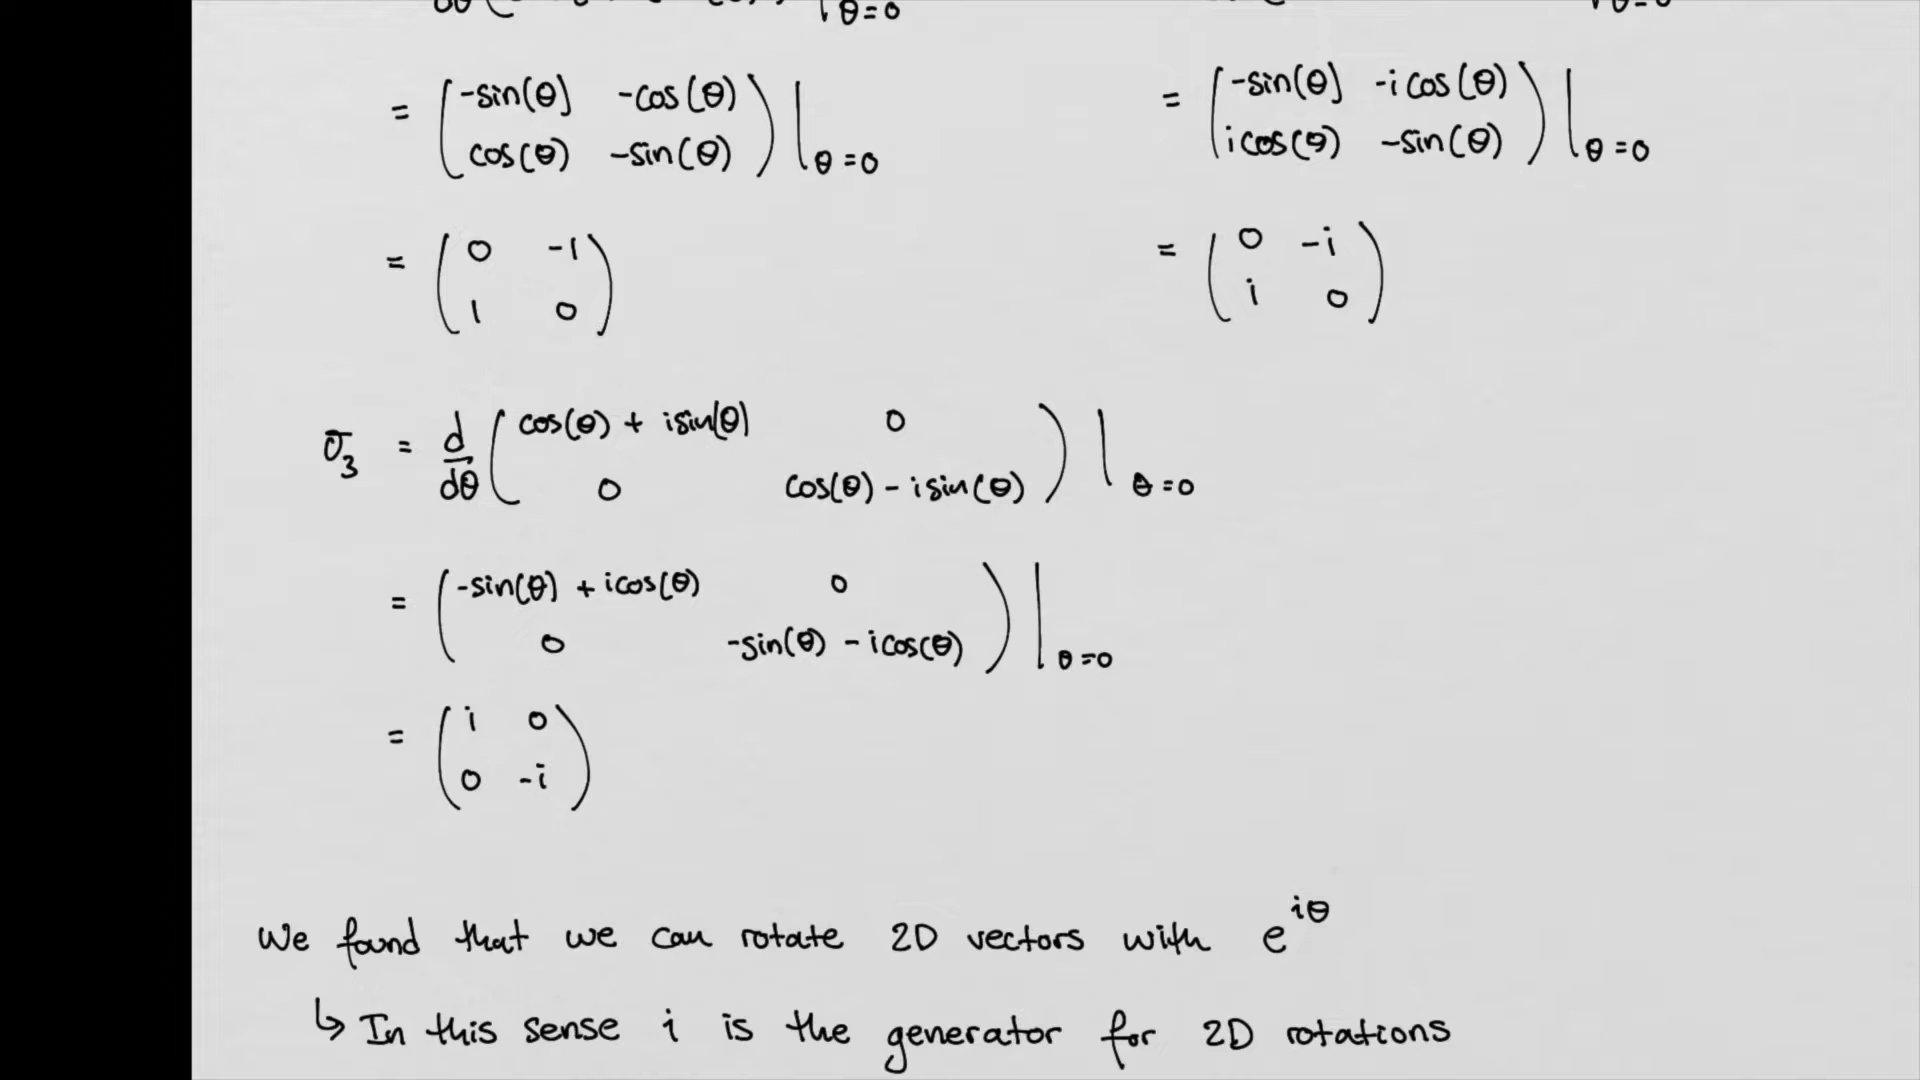 θ=0
= (-sin(θ) -cos(θ)
cos(θ) -sin(θ)) |θ=0
= (0 -1
1 0)
= (-sin(θ) -i cos(θ)
i cos(θ) -sin(θ)) |θ=0
= (0 -i
i 0)
σ3 = d/dθ (cos(θ) + i sin(θ) 0
0 cos(θ) - i sin(θ)) |θ=0
= (-sin(θ) + i cos(θ) 0
0 -sin(θ) - i cos(θ)) |θ=0
= (i 0
0 -i)
We found that we can rotate 2D vectors with e^iθ
↳ In this sense i is the generator for 2D rotations